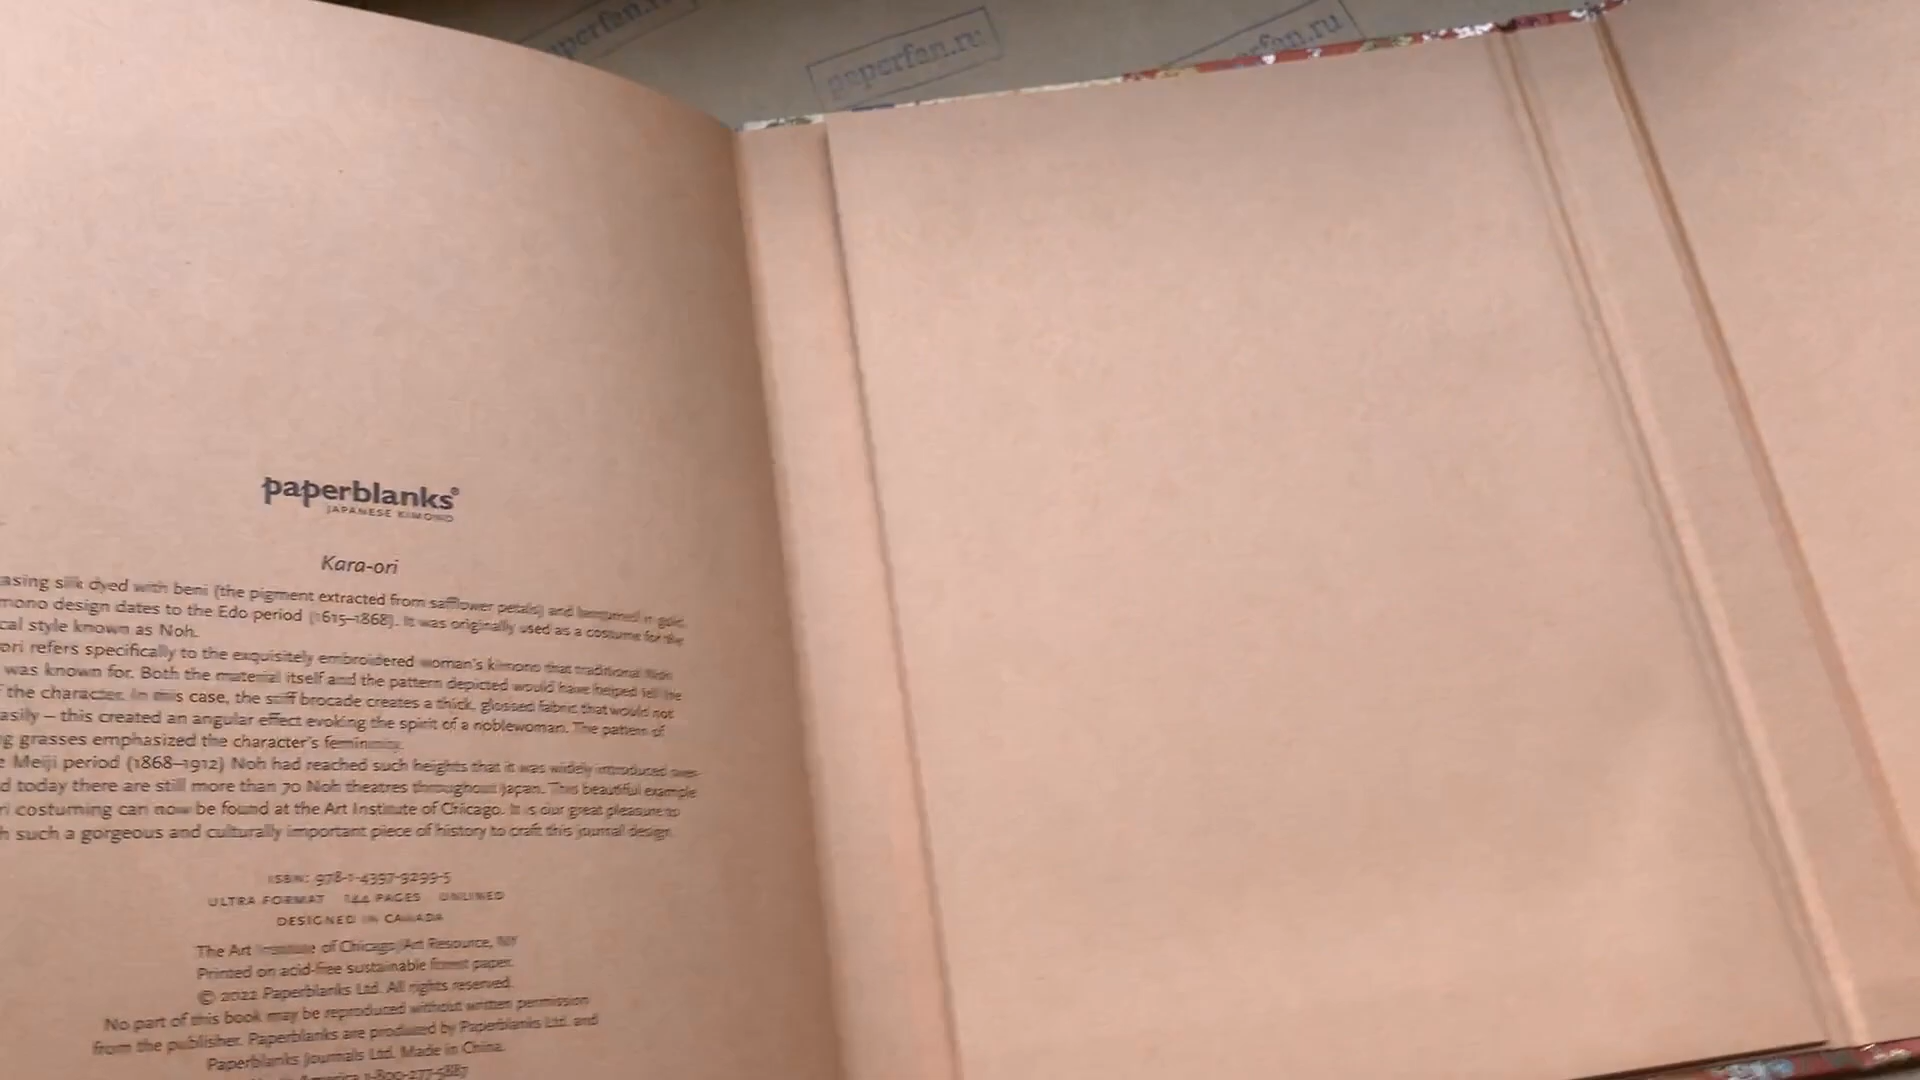 paperfan.ru
paperfan.ru
paperblanks®
JAPANESE KIMONO
Kara-ori
asing silk dyed with beni (the pigment extracted from safflower petals) and
mono design dates to the Edo period (1615–1868). It was originally used as a costume for the
cal style known as Noh.
ori refers specifically to the exquisitely embroidered woman's kimono that traditional Noh
was known for. Both the material itself and the pattern depicted would have helped tell the
the character. In this case, the stiff brocade creates a thick, glossed fabric that would not
asily – this created an angular effect evoking the spirit of a noblewoman. The pattern of
g grasses emphasized the character's femininity.
e Meiji period (1868–1912) Noh had reached such heights that it was widely introduced
d today there are still more than 70 Noh theatres throughout Japan. This beautiful example
ri costuming can now be found at the Art Institute of Chicago. It is our great pleasure to
h such a gorgeous and culturally important piece of history to craft this journal design.
ISBN: 978-1-4397-9299-5
ULTRA FORMAT 144 PAGES UNLINED
DESIGNED IN CANADA
The Art Institute of Chicago/Art Resource, NY
Printed on acid-free sustainable forest paper.
© 2022 Paperblanks Ltd. All rights reserved.
No part of this book may be reproduced without written permission
from the publisher. Paperblanks are produced by Paperblanks Ltd. and
Paperblanks Journals Ltd. Made in China.
America 1-800-277-5887